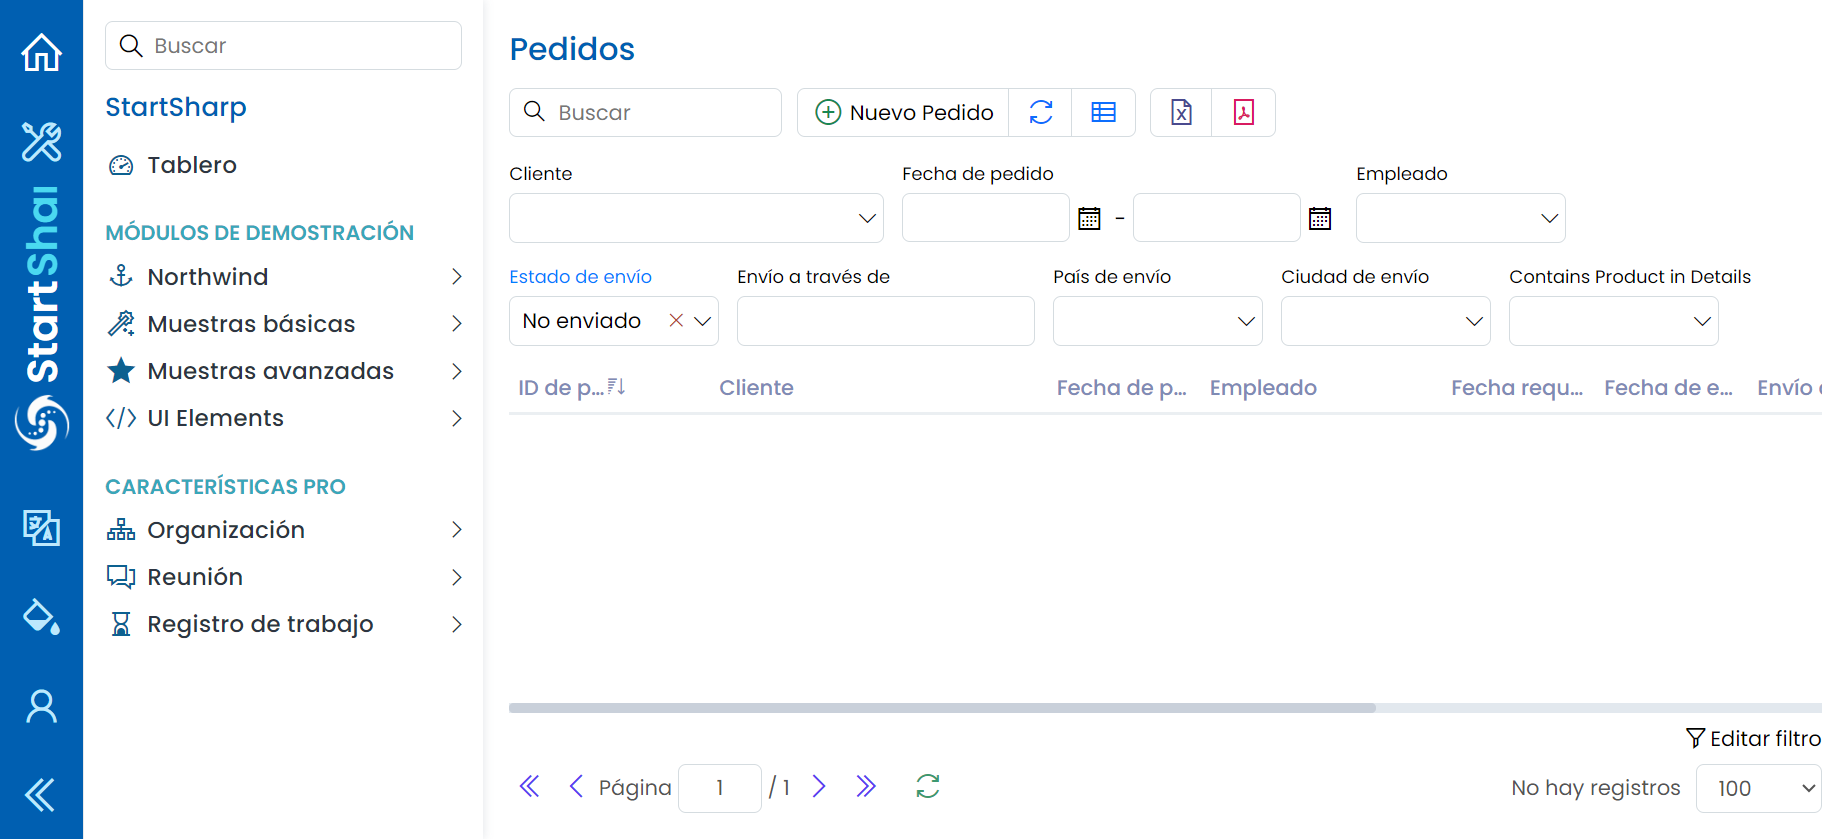 StartShar
Buscar
StartSharp
Tablero
MÓDULOS DE DEMOSTRACIÓN
Northwind
Muestras básicas
Muestras avanzadas
UI Elements
CARACTERÍSTICAS PRO
Organización
Reunión
Registro de trabajo
Pedidos
Buscar
Nuevo Pedido
Cliente
Fecha de pedido
Empleado
-
Estado de envío
Envío a través de
País de envío
Ciudad de envío
Contains Product in Details
No enviado
ID de p... Cliente Fecha de p... Empleado Fecha requ... Fecha de e... Envío
Editar filtro
Página 1 / 1
No hay registros 100